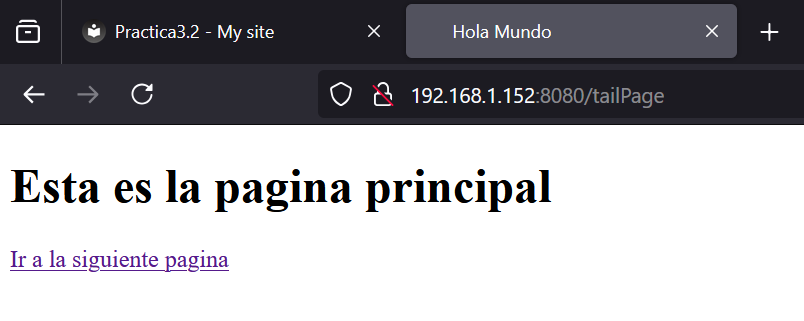 Practica3.2 - My site
Hola Mundo
192.168.1.152:8080/tailPage
Esta es la pagina principal
Ir a la siguiente pagina